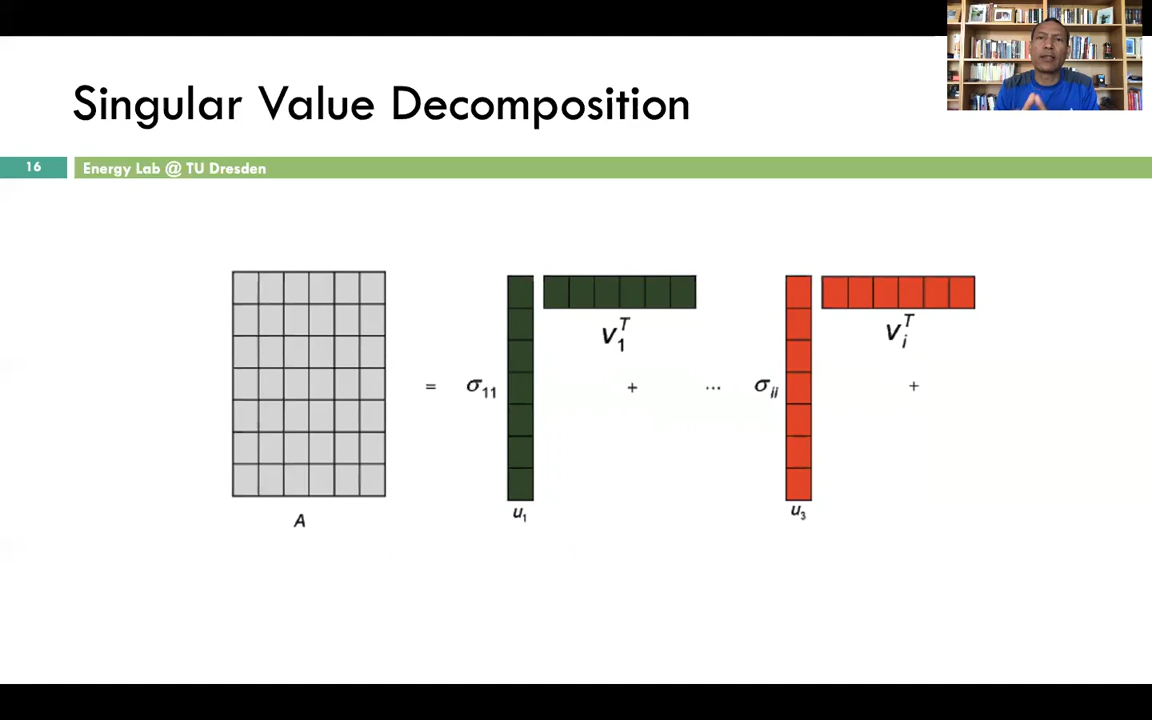 Singular Value Decomposition
16
Energy Lab @ TU Dresden
A = σ₁₁ u₁ v₁ᵀ + ... σᵢᵢ u₃ vᵢᵀ +